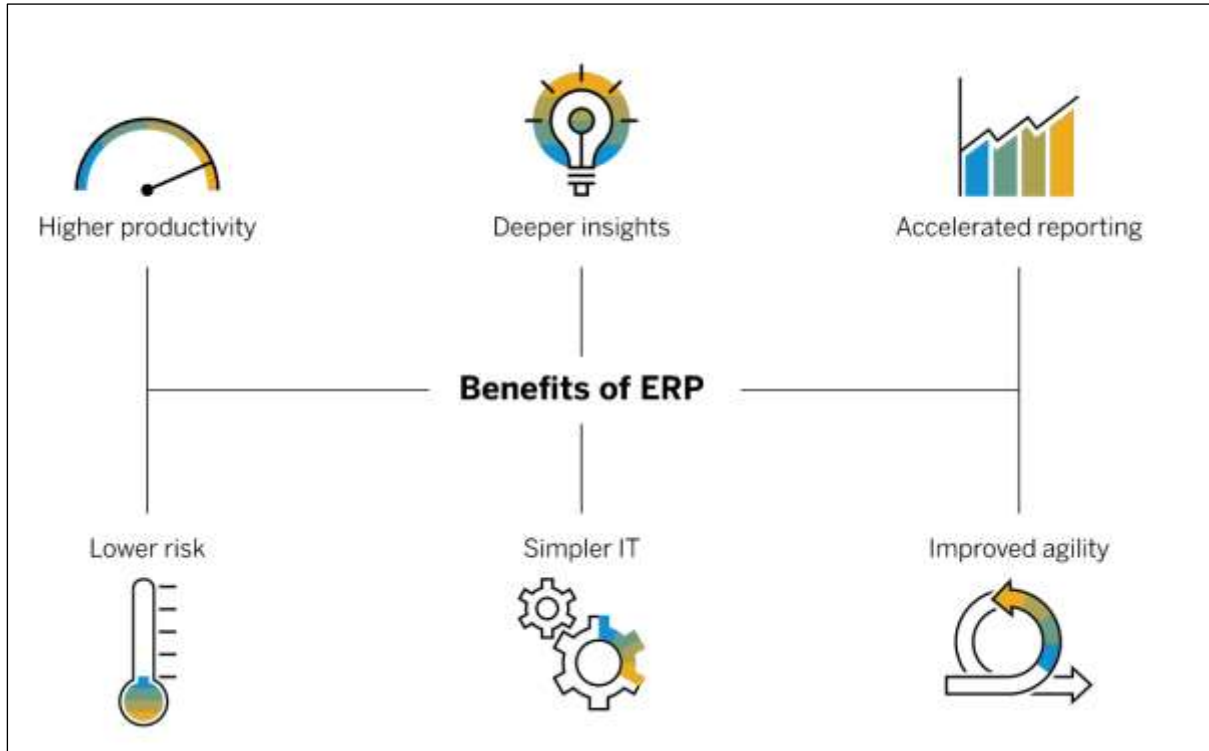 Higher productivity
Deeper insights
Accelerated reporting
Benefits of ERP
Lower risk
Simpler IT
Improved agility